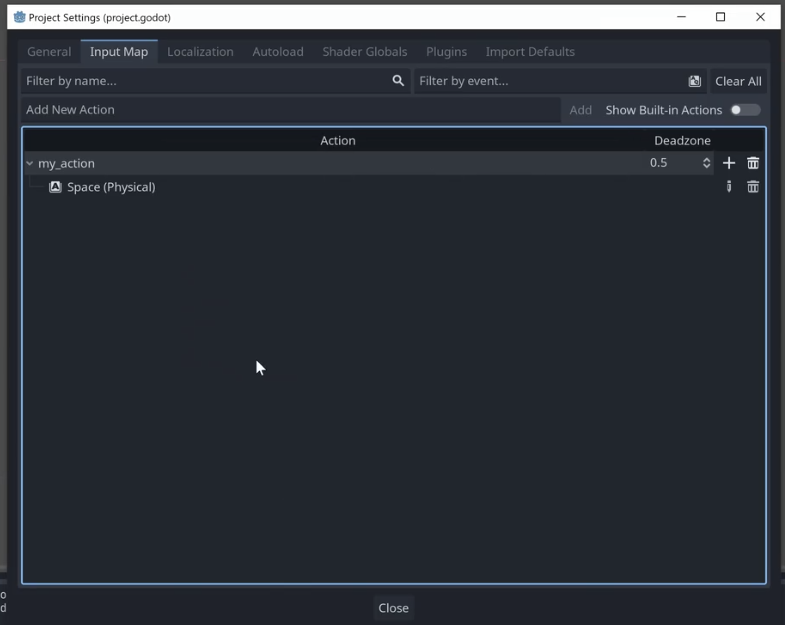 Project Settings (project.godot)
General Input Map Localization Autoload Shader Globals Plugins Import Defaults
Filter by name... Filter by event... Clear All
Add New Action Add Show Built-in Actions
Action Deadzone
my_action 0.5
Space (Physical)
o
d
Close